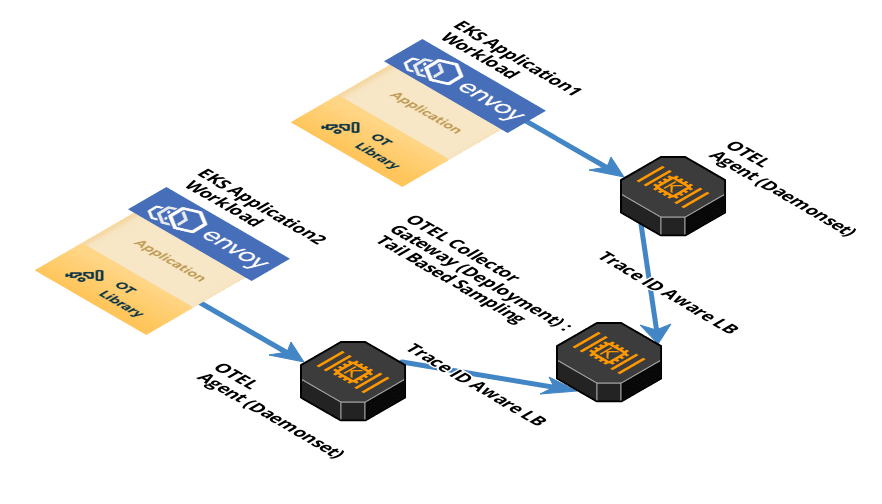 EKS Application1
Workload
envoy
Application
OT
Library
OTEL
Agent (Daemonset)
EKS Application2
Workload
envoy
Application
OT
Library
OTEL Collector
Gateway (Deployment) :
Tail Based Sampling
Trace ID Aware LB
K
K
K
Trace ID Aware LB
OTEL
Agent (Daemonset)